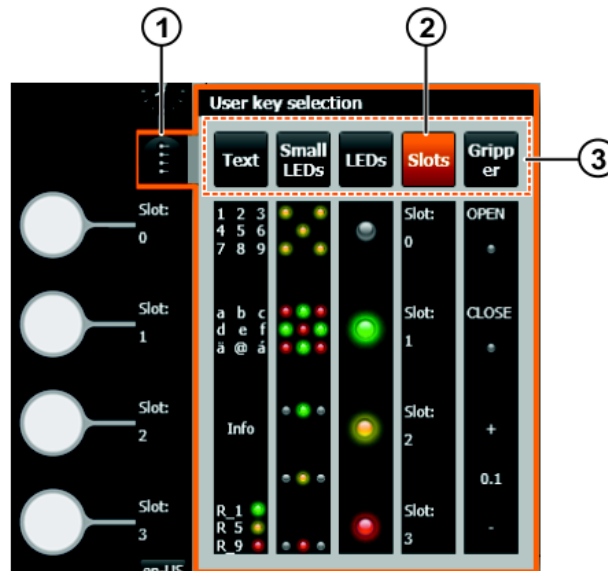 1
2
3
User key selection
Text
Small
LEDs
LEDs
Slots
Gripp
er
Slot:
0
Slot:
1
Slot:
2
Slot:
3
1 2 3
4 5 6
7 8 9
a b c
d e f
ä @ á
Info
R_1
R_5
R_9
Slot:
0
Slot:
1
Slot:
2
Slot:
3
OPEN
CLOSE
+
0.1
-
en-US